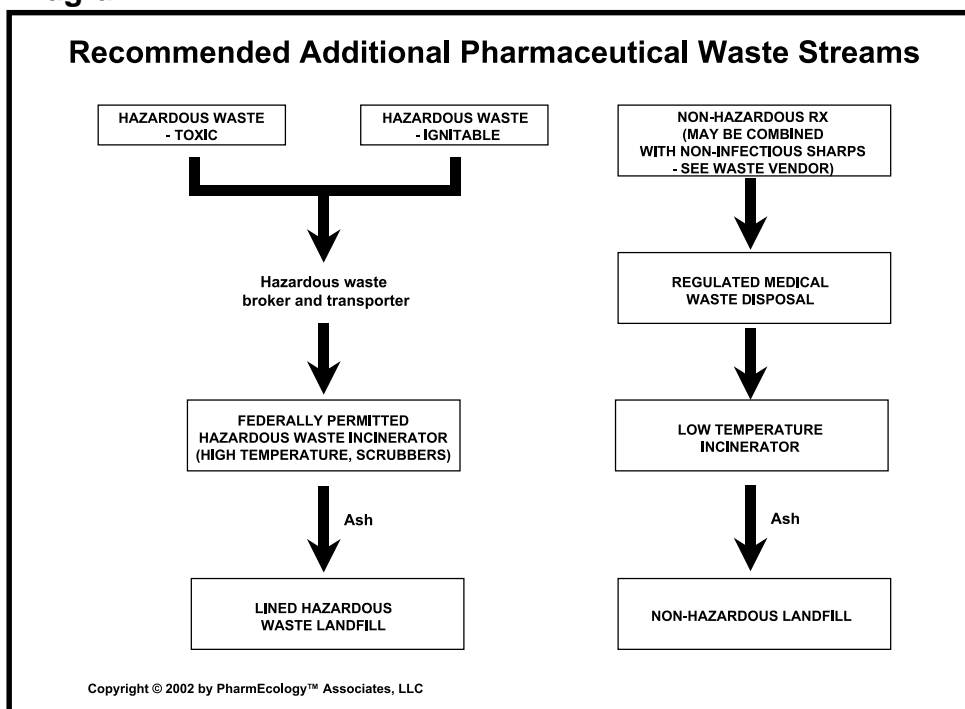 Recommended Additional Pharmaceutical Waste Streams
HAZARDOUS WASTE
- TOXIC
HAZARDOUS WASTE
- IGNITABLE
Hazardous waste
broker and transporter
FEDERALLY PERMITTED
HAZARDOUS WASTE INCINERATOR
(HIGH TEMPERATURE, SCRUBBERS)
Ash
LINED HAZARDOUS
WASTE LANDFILL
NON-HAZARDOUS RX
(MAY BE COMBINED
WITH NON-INFECTIOUS SHARPS
- SEE WASTE VENDOR)
REGULATED MEDICAL
WASTE DISPOSAL
LOW TEMPERATURE
INCINERATOR
Ash
NON-HAZARDOUS LANDFILL
Copyright © 2002 by PharmEcology™ Associates, LLC